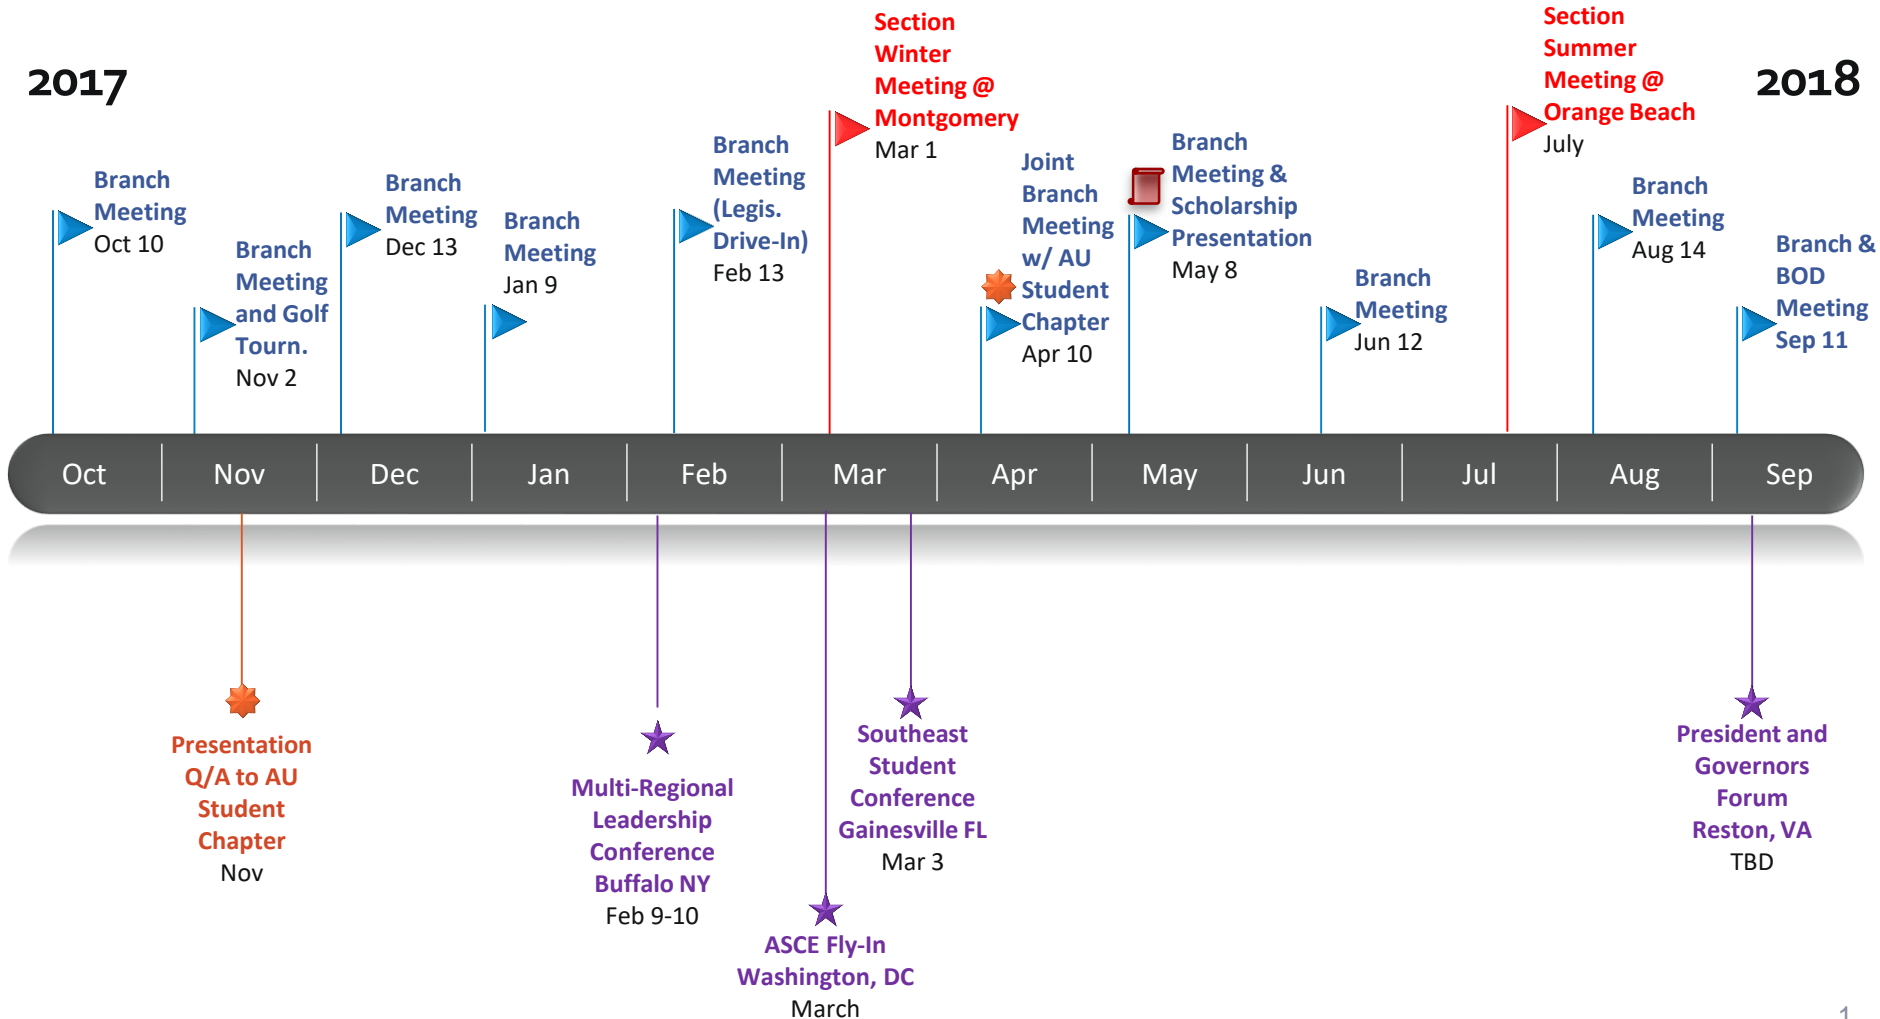 2017
2018
Branch
Meeting
Oct 10
Branch
Meeting
and Golf
Tourn.
Nov 2
Branch
Meeting
Dec 13
Branch
Meeting
Jan 9
Branch
Meeting
(Legis.
Drive-In)
Feb 13
Section
Winter
Meeting @
Montgomery
Mar 1
Joint
Branch
Meeting
w/ AU
Student
Chapter
Apr 10
Branch
Meeting &
Scholarship
Presentation
May 8
Branch
Meeting
Jun 12
Section
Summer
Meeting @
Orange Beach
July
Branch
Meeting
Aug 14
Branch &
BOD
Meeting
Sep 11
Oct Nov Dec Jan Feb Mar Apr May Jun Jul Aug Sep
Presentation
Q/A to AU
Student
Chapter
Nov
Multi-Regional
Leadership
Conference
Buffalo NY
Feb 9-10
ASCE Fly-In
Washington, DC
March
Southeast
Student
Conference
Gainesville FL
Mar 3
President and
Governors
Forum
Reston, VA
TBD
1